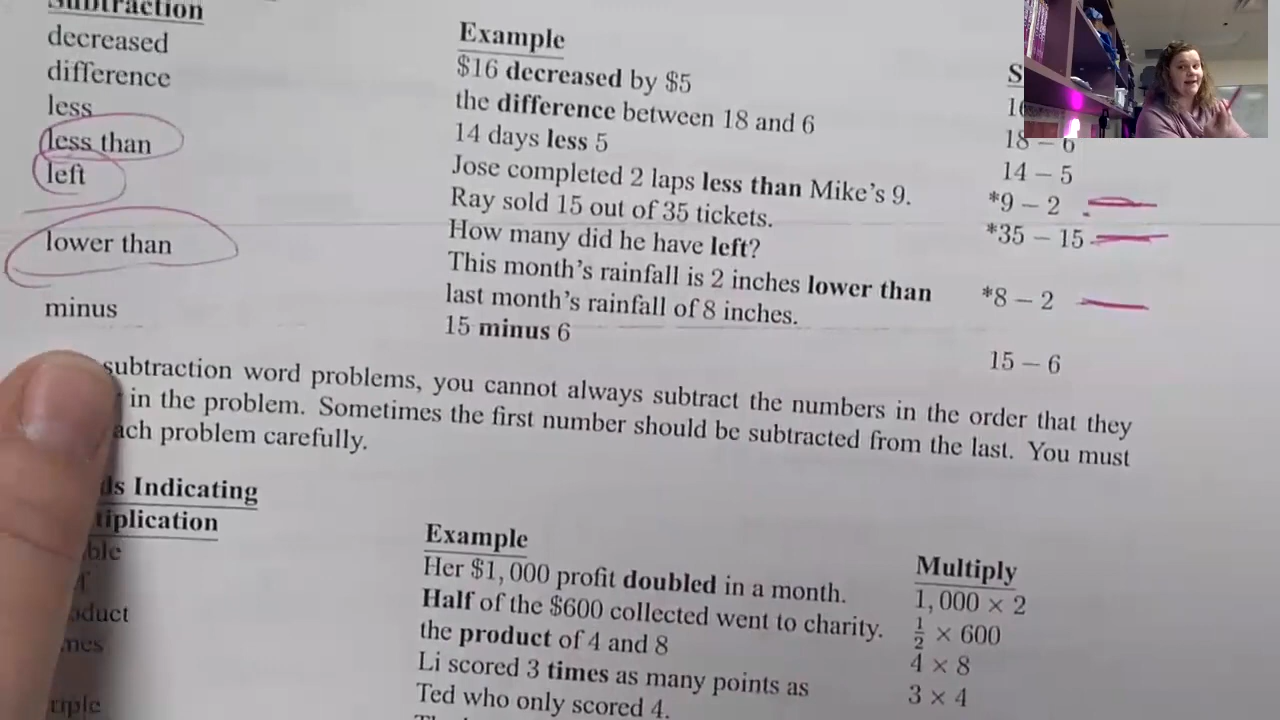 Subtraction
Example
decreased
$16 decreased by $5
difference
the difference between 18 and 6
18 – 6
less
14 days less 5
14 – 5
less than
Jose completed 2 laps less than Mike's 9.
*9 – 2
left
Ray sold 15 out of 35 tickets.
*35 – 15
How many did he have left?
lower than
This month's rainfall is 2 inches lower than
*8 – 2
last month's rainfall of 8 inches.
minus
15 minus 6
15 – 6
subtraction word problems, you cannot always subtract the numbers in the order that they
in the problem. Sometimes the first number should be subtracted from the last. You must
problem carefully.
Indicating
Example
Multiply
Her $1,000 profit doubled in a month.
1,000 × 2
Half of the $600 collected went to charity.
½ × 600
the product of 4 and 8
4 × 8
Li scored 3 times as many points as
3 × 4
Ted who only scored 4.